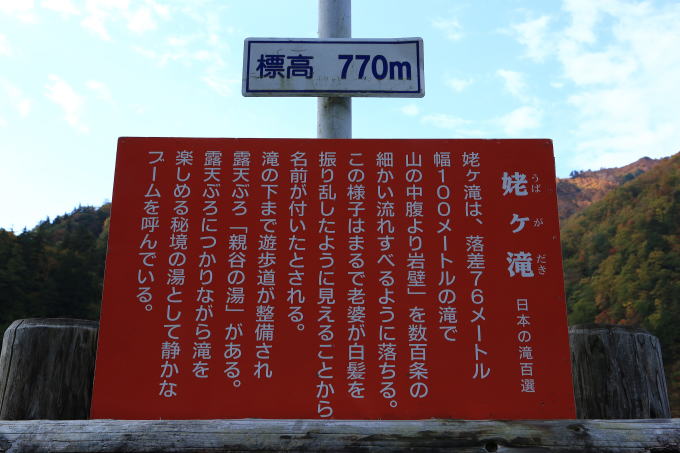 標高 770m
姥ヶ滝 日本の滝百選
うば が だき
姥ヶ滝は、落差76メートル
幅100メートルの滝で
山の中腹より岩壁」を数百条の
細かい流れすべるように落ちる。
この様子はまるで老婆が白髪を
振り乱したように見えることから
名前が付いたとされる。
滝の下まで遊歩道が整備され
露天ぶろ「親谷の湯」がある。
露天ぶろにつかりながら滝を
楽しめる秘境の湯として静かな
ブームを呼んでいる。